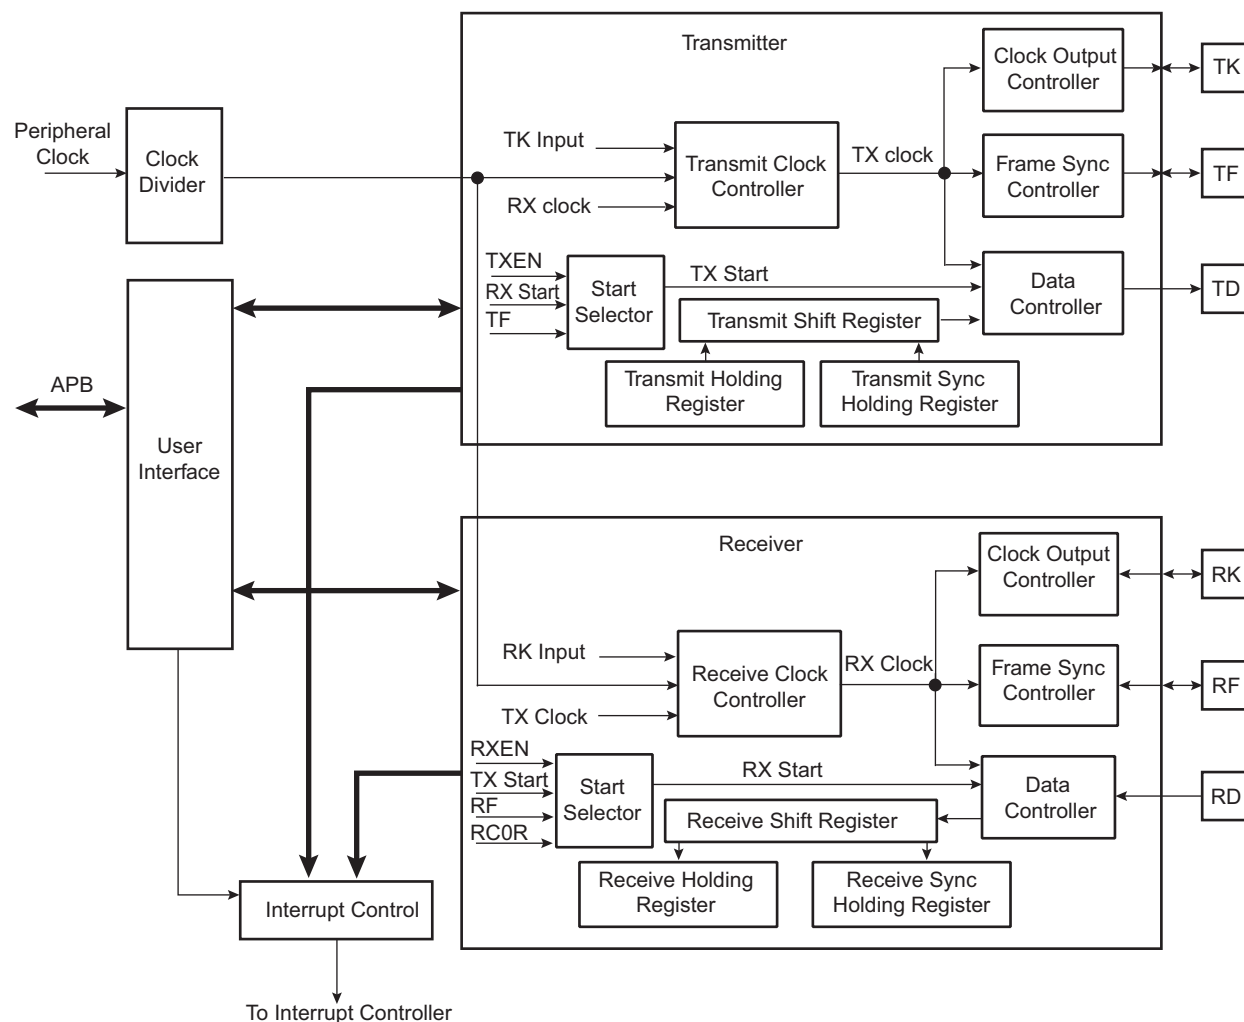 Transmitter
Clock Output
Controller
TK
Peripheral
Clock
Clock
Divider
TK Input
Transmit Clock
Controller
TX clock
Frame Sync
Controller
TF
RX clock
TXEN
RX Start
TF
Start
Selector
TX Start
Data
Controller
TD
Transmit Shift Register
Transmit Holding
Register
Transmit Sync
Holding Register
APB
User
Interface
Receiver
Clock Output
Controller
RK
RK Input
Receive Clock
Controller
RX Clock
Frame Sync
Controller
RF
TX Clock
RXEN
TX Start
RF
RC0R
Start
Selector
RX Start
Data
Controller
RD
Receive Shift Register
Receive Holding
Register
Receive Sync
Holding Register
Interrupt Control
To Interrupt Controller